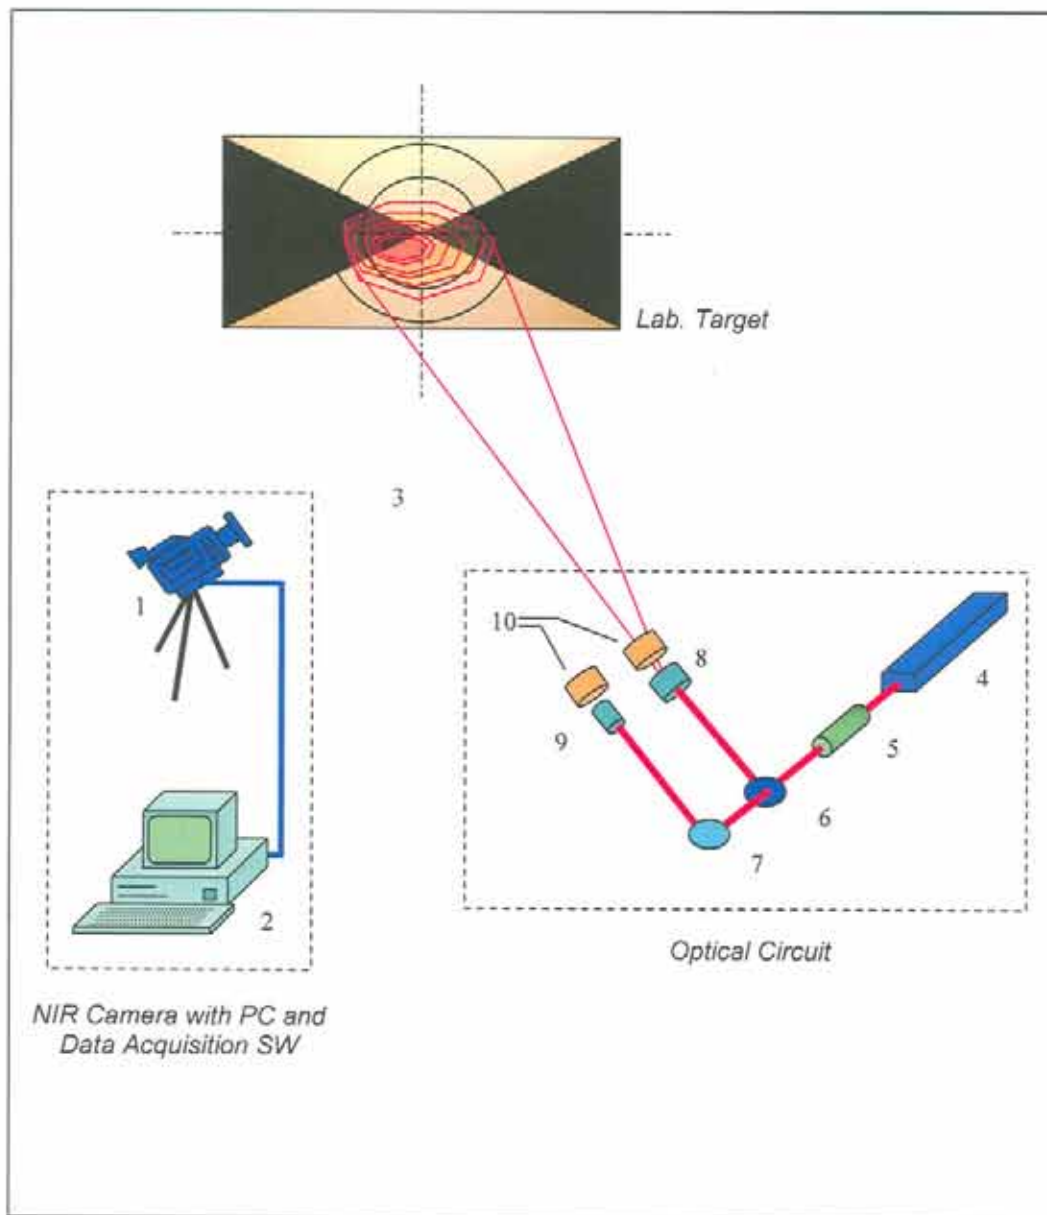 Lab. Target
3
1
10
8
4
9
5
6
7
2
Optical Circuit
NIR Camera with PC and
Data Acquisition SW